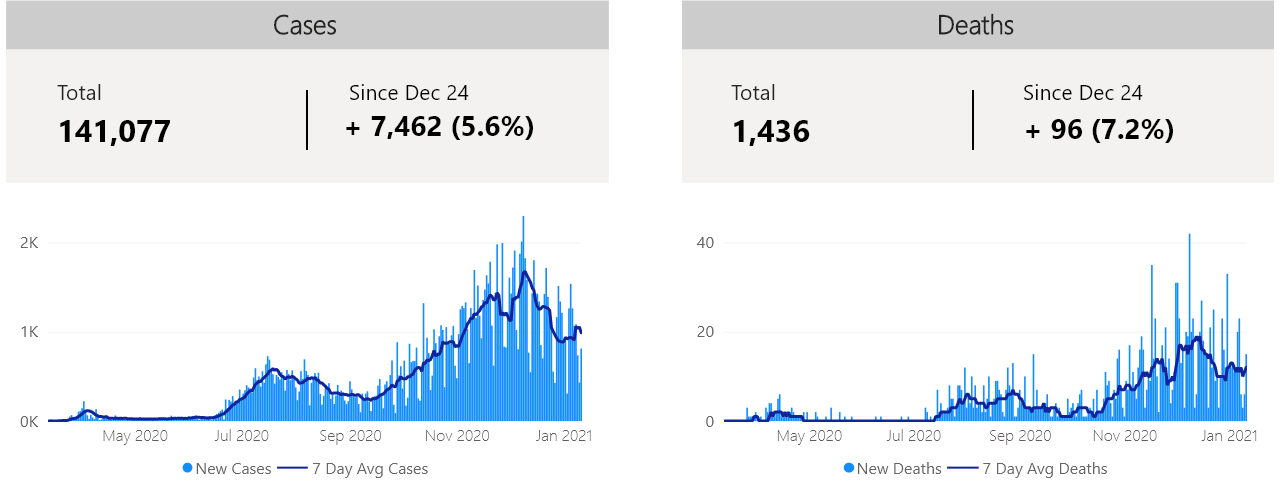 Cases
Total
Since Dec 24
141,077
+ 7,462 (5.6%)
2K
1K
0K
May 2020
Jul 2020
Sep 2020
Nov 2020
Jan 2021
New Cases
7 Day Avg Cases
Deaths
Total
Since Dec 24
1,436
+ 96 (7.2%)
40
20
0
May 2020
Jul 2020
Sep 2020
Nov 2020
Jan 2021
New Deaths
7 Day Avg Deaths